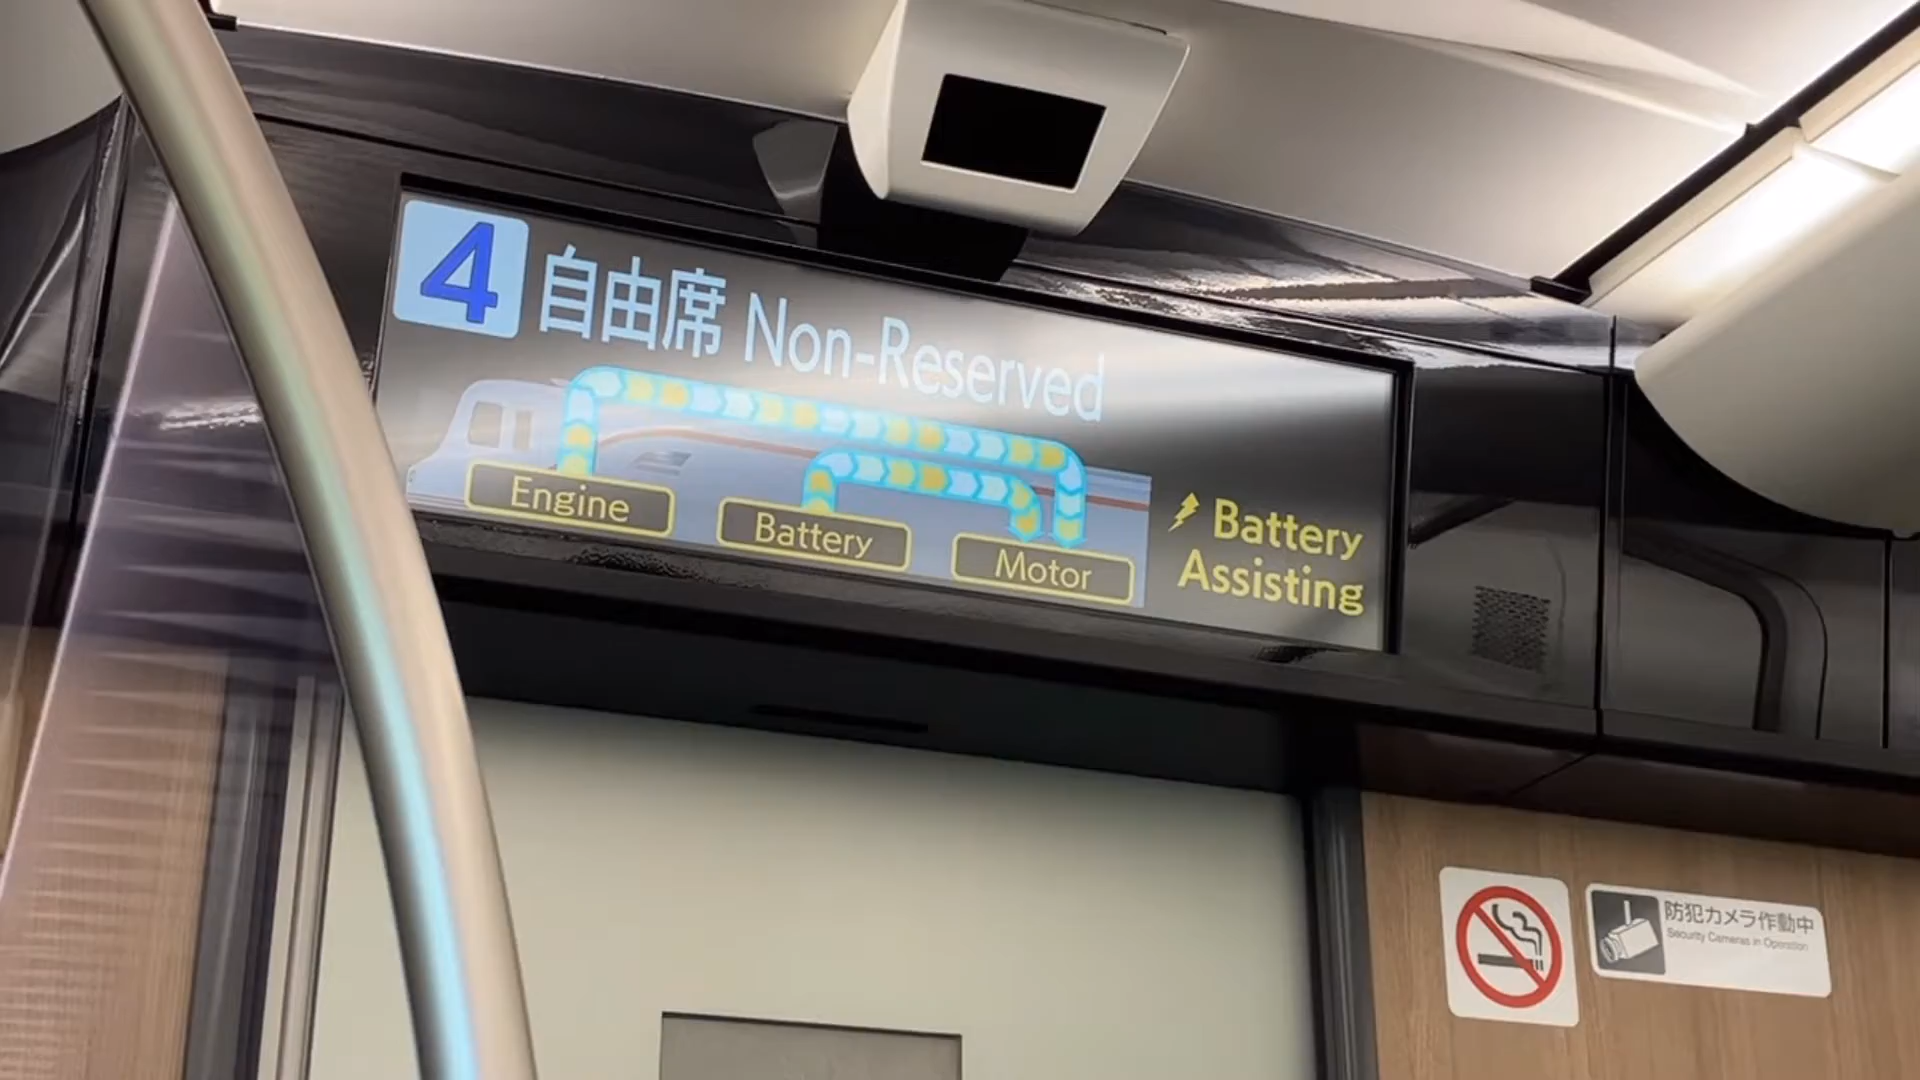 4 自由席 Non-Reserved
Engine
Battery
Motor
Battery
Assisting
防犯カメラ作動中
Security Cameras in Operation